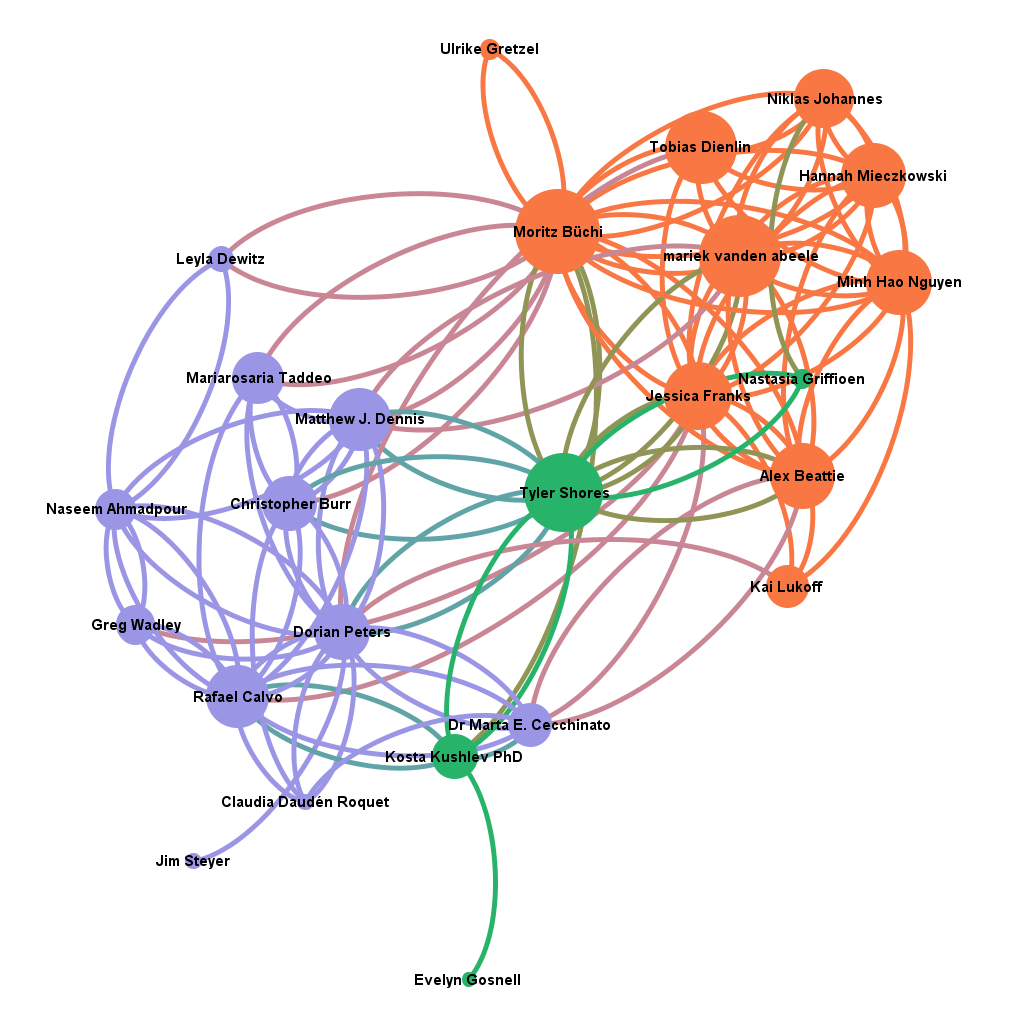 Ulrike Gretzel
Niklas Johannes
Tobias Dienlin
Hannah Mieczkowski
Moritz Büchi
mariek vanden abeele
Leyla Dewitz
Minh Hao Nguyen
Mariarosaria Taddeo
Nastasia Griffioen
Jessica Franks
Matthew J. Dennis
Alex Beattie
Tyler Shores
Christopher Burr
Naseem Ahmadpour
Kai Lukoff
Greg Wadley
Dorian Peters
Rafael Calvo
Dr Marta E. Cecchinato
Kosta Kushlev PhD
Claudia Daudén Roquet
Jim Steyer
Evelyn Gosnell